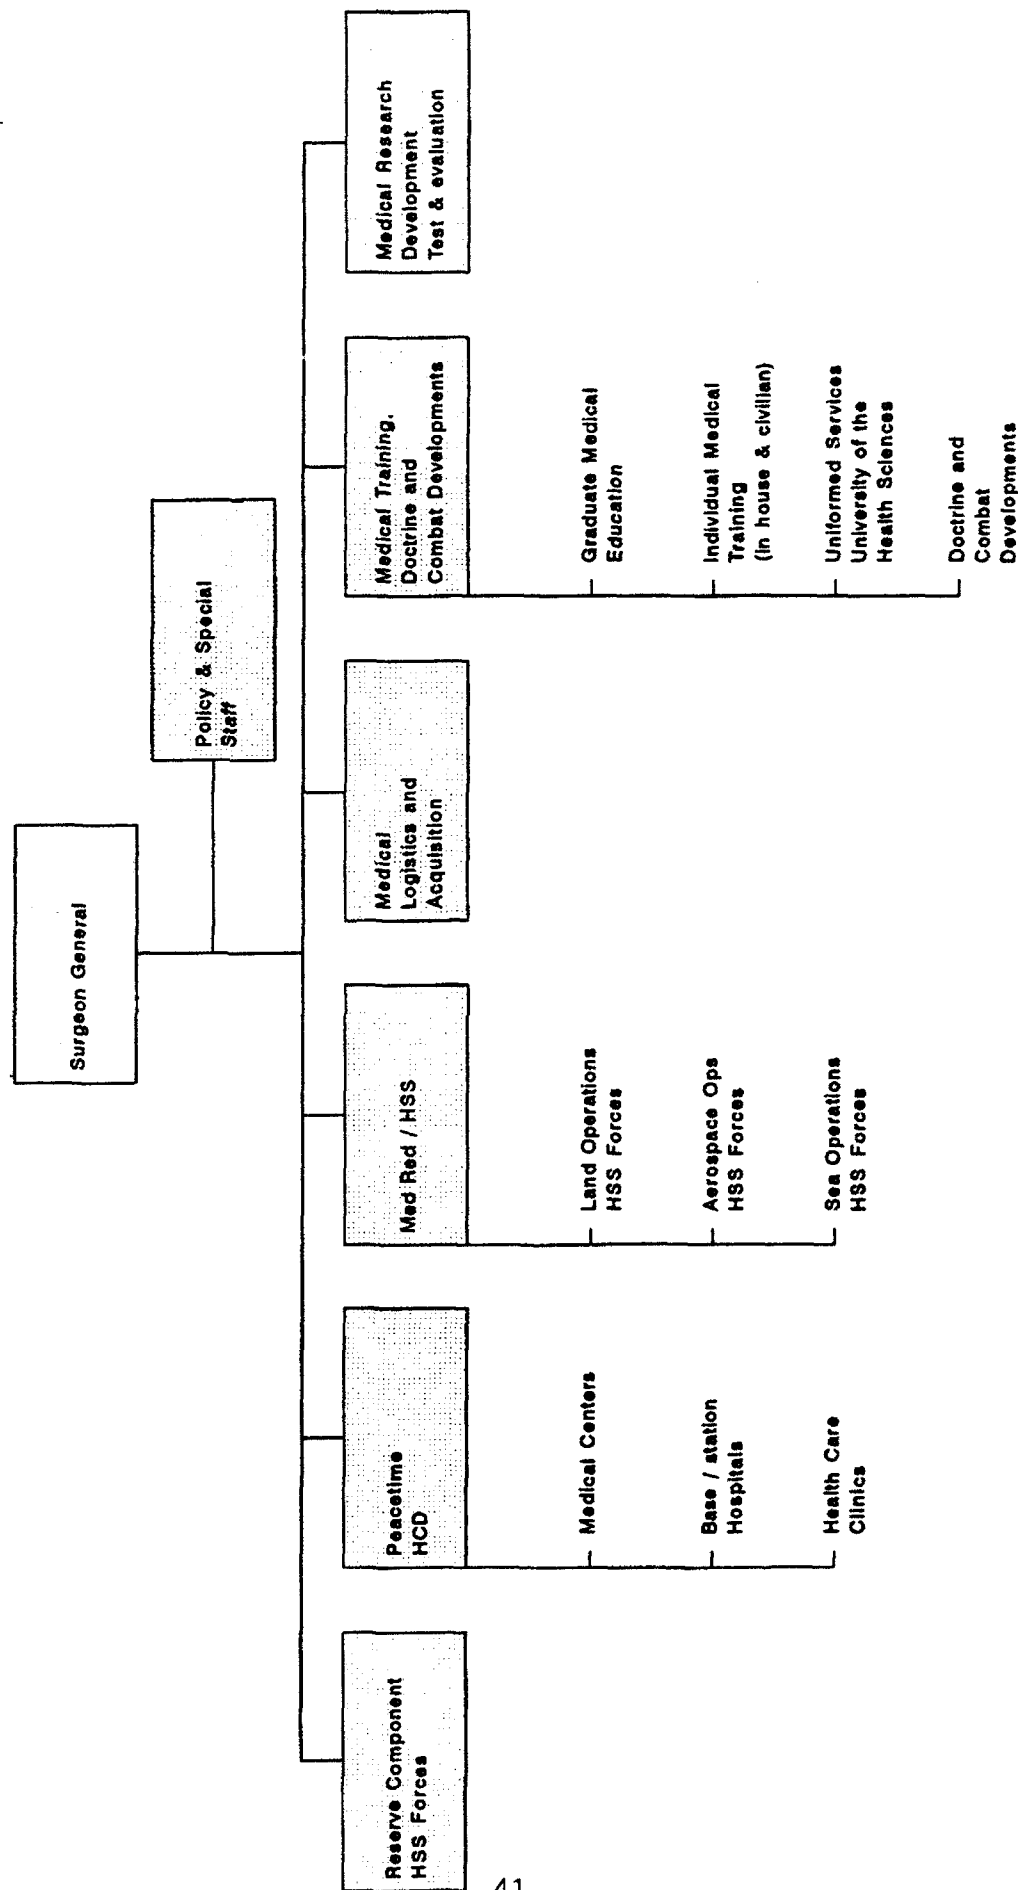 Surgeon General
Policy & Special
Staff
Reserve Component
HSS Forces
Peacetime
HCD
Medical Centers
Base / station
Hospitals
Health Care
Clinics
Med Red / HSS
Land Operations
HSS Forces
Aerospace Ops
HSS Forces
Sea Operations
HSS Forces
Medical
Logistics and
Acquisition
Medical Training,
Doctrine and
Combat Developments
Graduate Medical
Education
Individual Medical
Training
(in house & civilian)
Uniformed Services
University of the
Health Sciences
Doctrine and
Combat
Developments
Medical Research
Development
Test & evaluation
41